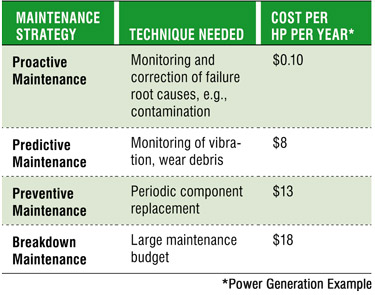 MAINTENANCE STRATEGY
TECHNIQUE NEEDED
COST PER HP PER YEAR*
Proactive Maintenance
Monitoring and
correction of failure
root causes, e.g.,
contamination
$0.10
Predictive Maintenance
Monitoring of vibra-
tion, wear debris
$8
Preventive Maintenance
Periodic component
replacement
$13
Breakdown Maintenance
Large maintenance
budget
$18
*Power Generation Example